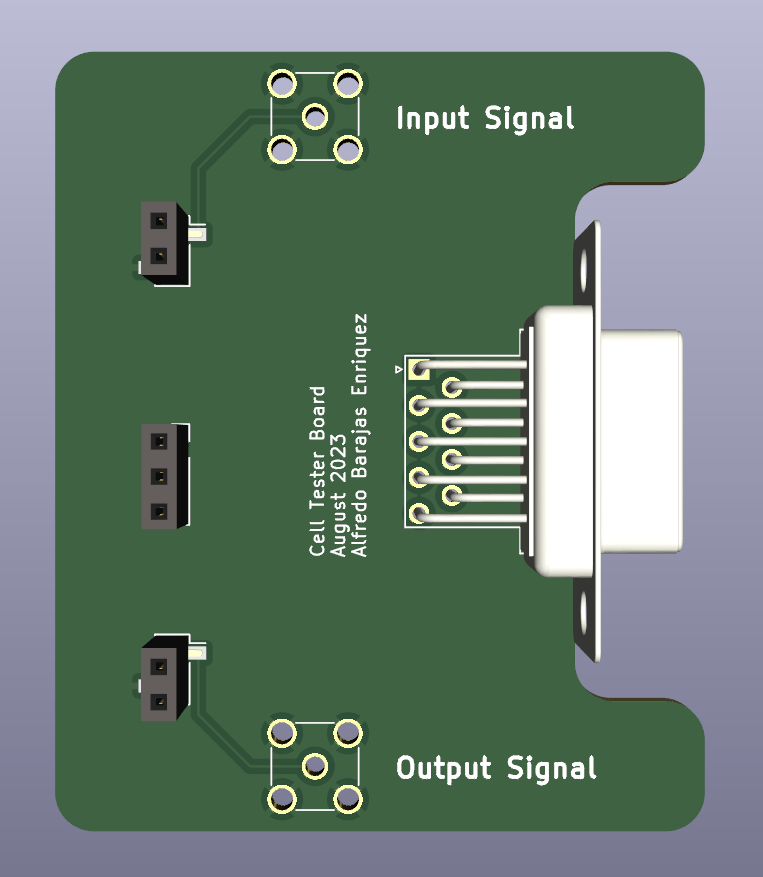 Input Signal
Cell Tester Board
August 2023
Alfredo Barajas Enriquez
Output Signal